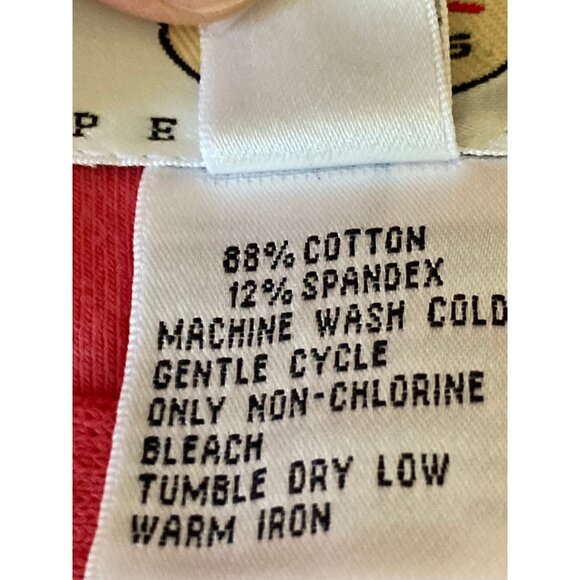 P E
S
88% COTTON
12% SPANDEX
MACHINE WASH COLD
GENTLE CYCLE
ONLY NON-CHLORINE
BLEACH
TUMBLE DRY LOW
WARM IRON